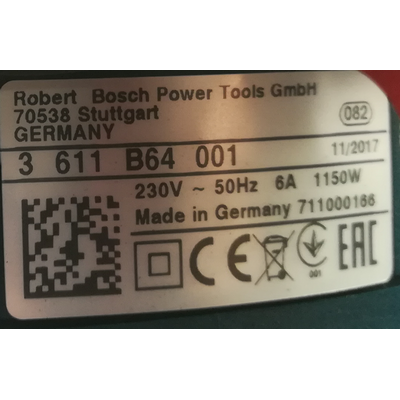 Robert Bosch Power Tools GmbH
70538 Stuttgart
GERMANY
082
3 611 B64 001
11/2017
230V ~ 50Hz 6A 1150W
Made in Germany 711000166
CE
001
EAC